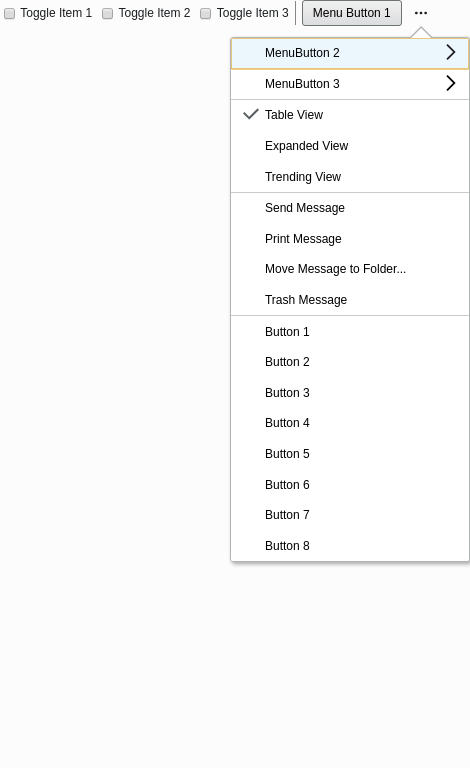 Toggle Item 1 Toggle Item 2 Toggle Item 3 Menu Button 1 ...
MenuButton 2
MenuButton 3
Table View
Expanded View
Trending View
Send Message
Print Message
Move Message to Folder...
Trash Message
Button 1
Button 2
Button 3
Button 4
Button 5
Button 6
Button 7
Button 8